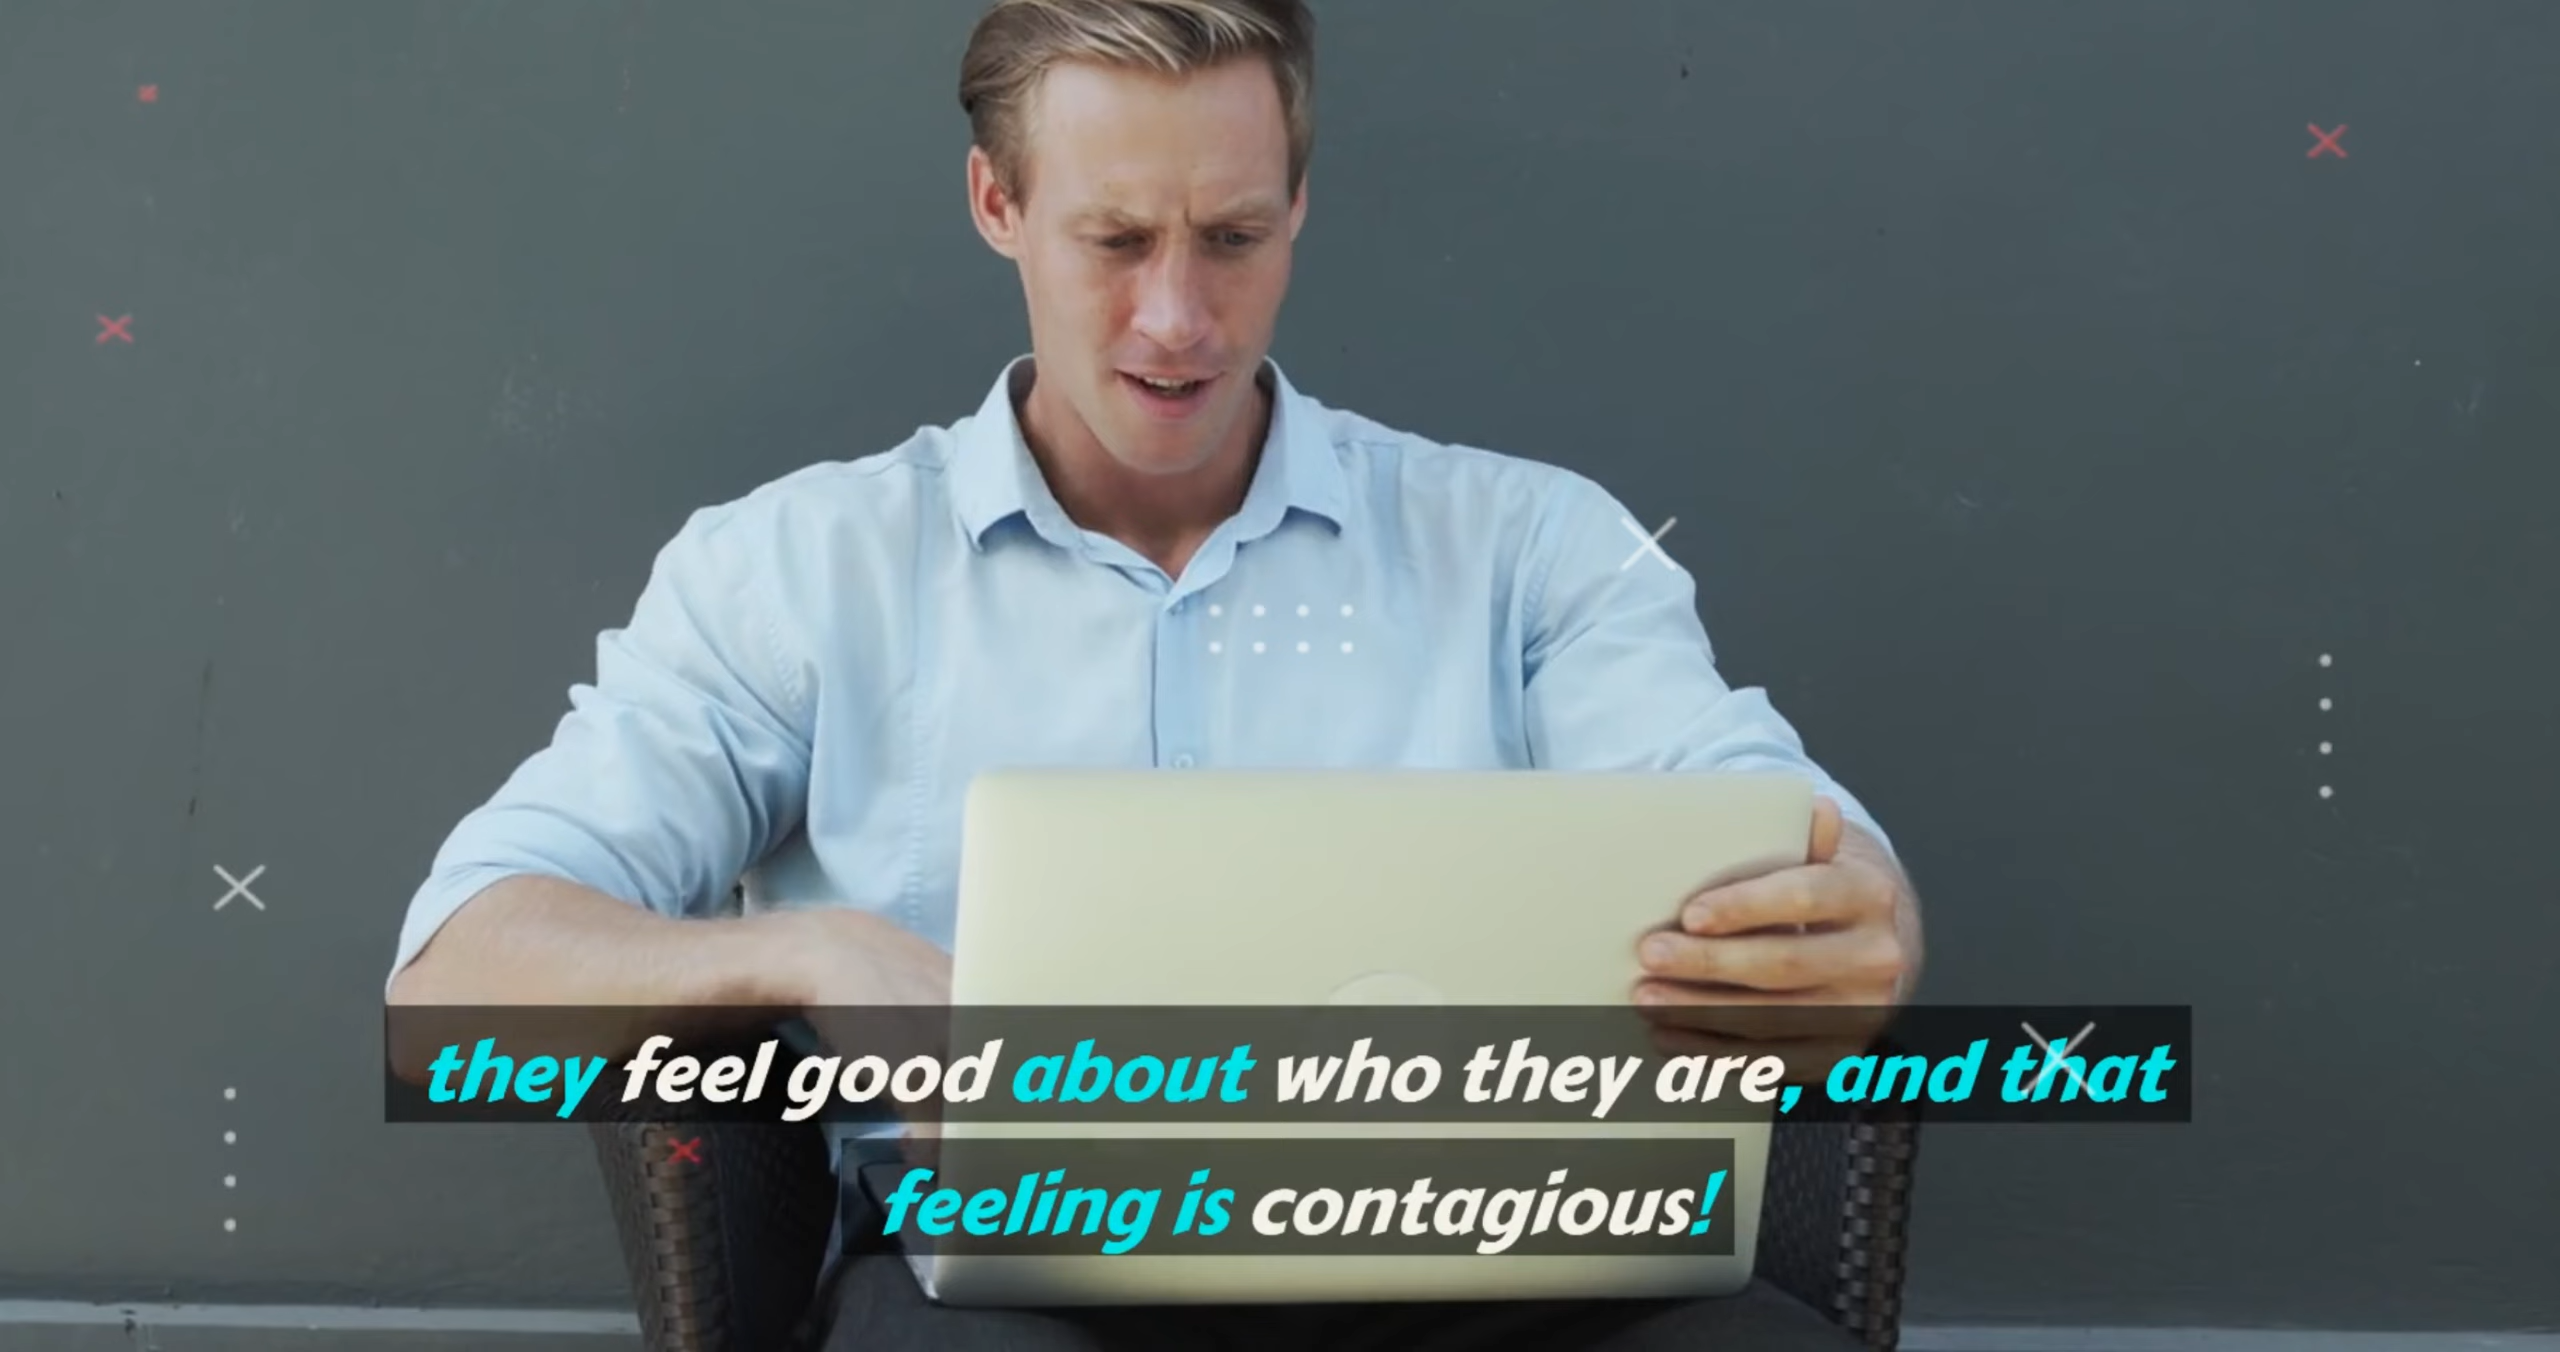 they feel good about who they are, and that
feeling is contagious!